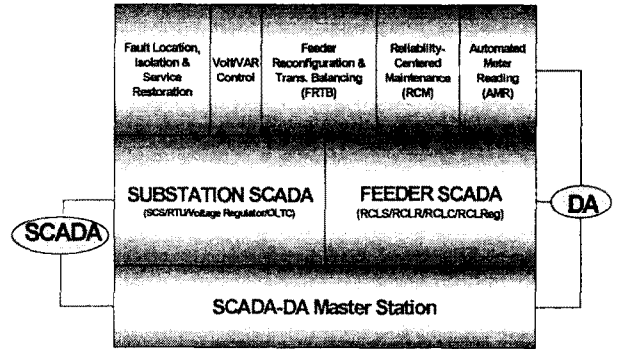 Fault Location,
Isolation &
Service
Restoration
Volt/VAR
Control
Feeder
Reconfiguration &
Trans. Balancing
(FRTB)
Reliability-
Centered
Maintenance
(RCM)
Automated
Meter
Reading
(AMR)
SUBSTATION SCADA
(SCS/RTU/Voltage Regulator/OLTC)
FEEDER SCADA
(RCLS/RCLR/RCLC/RCLReg)
SCADA
DA
SCADA-DA Master Station